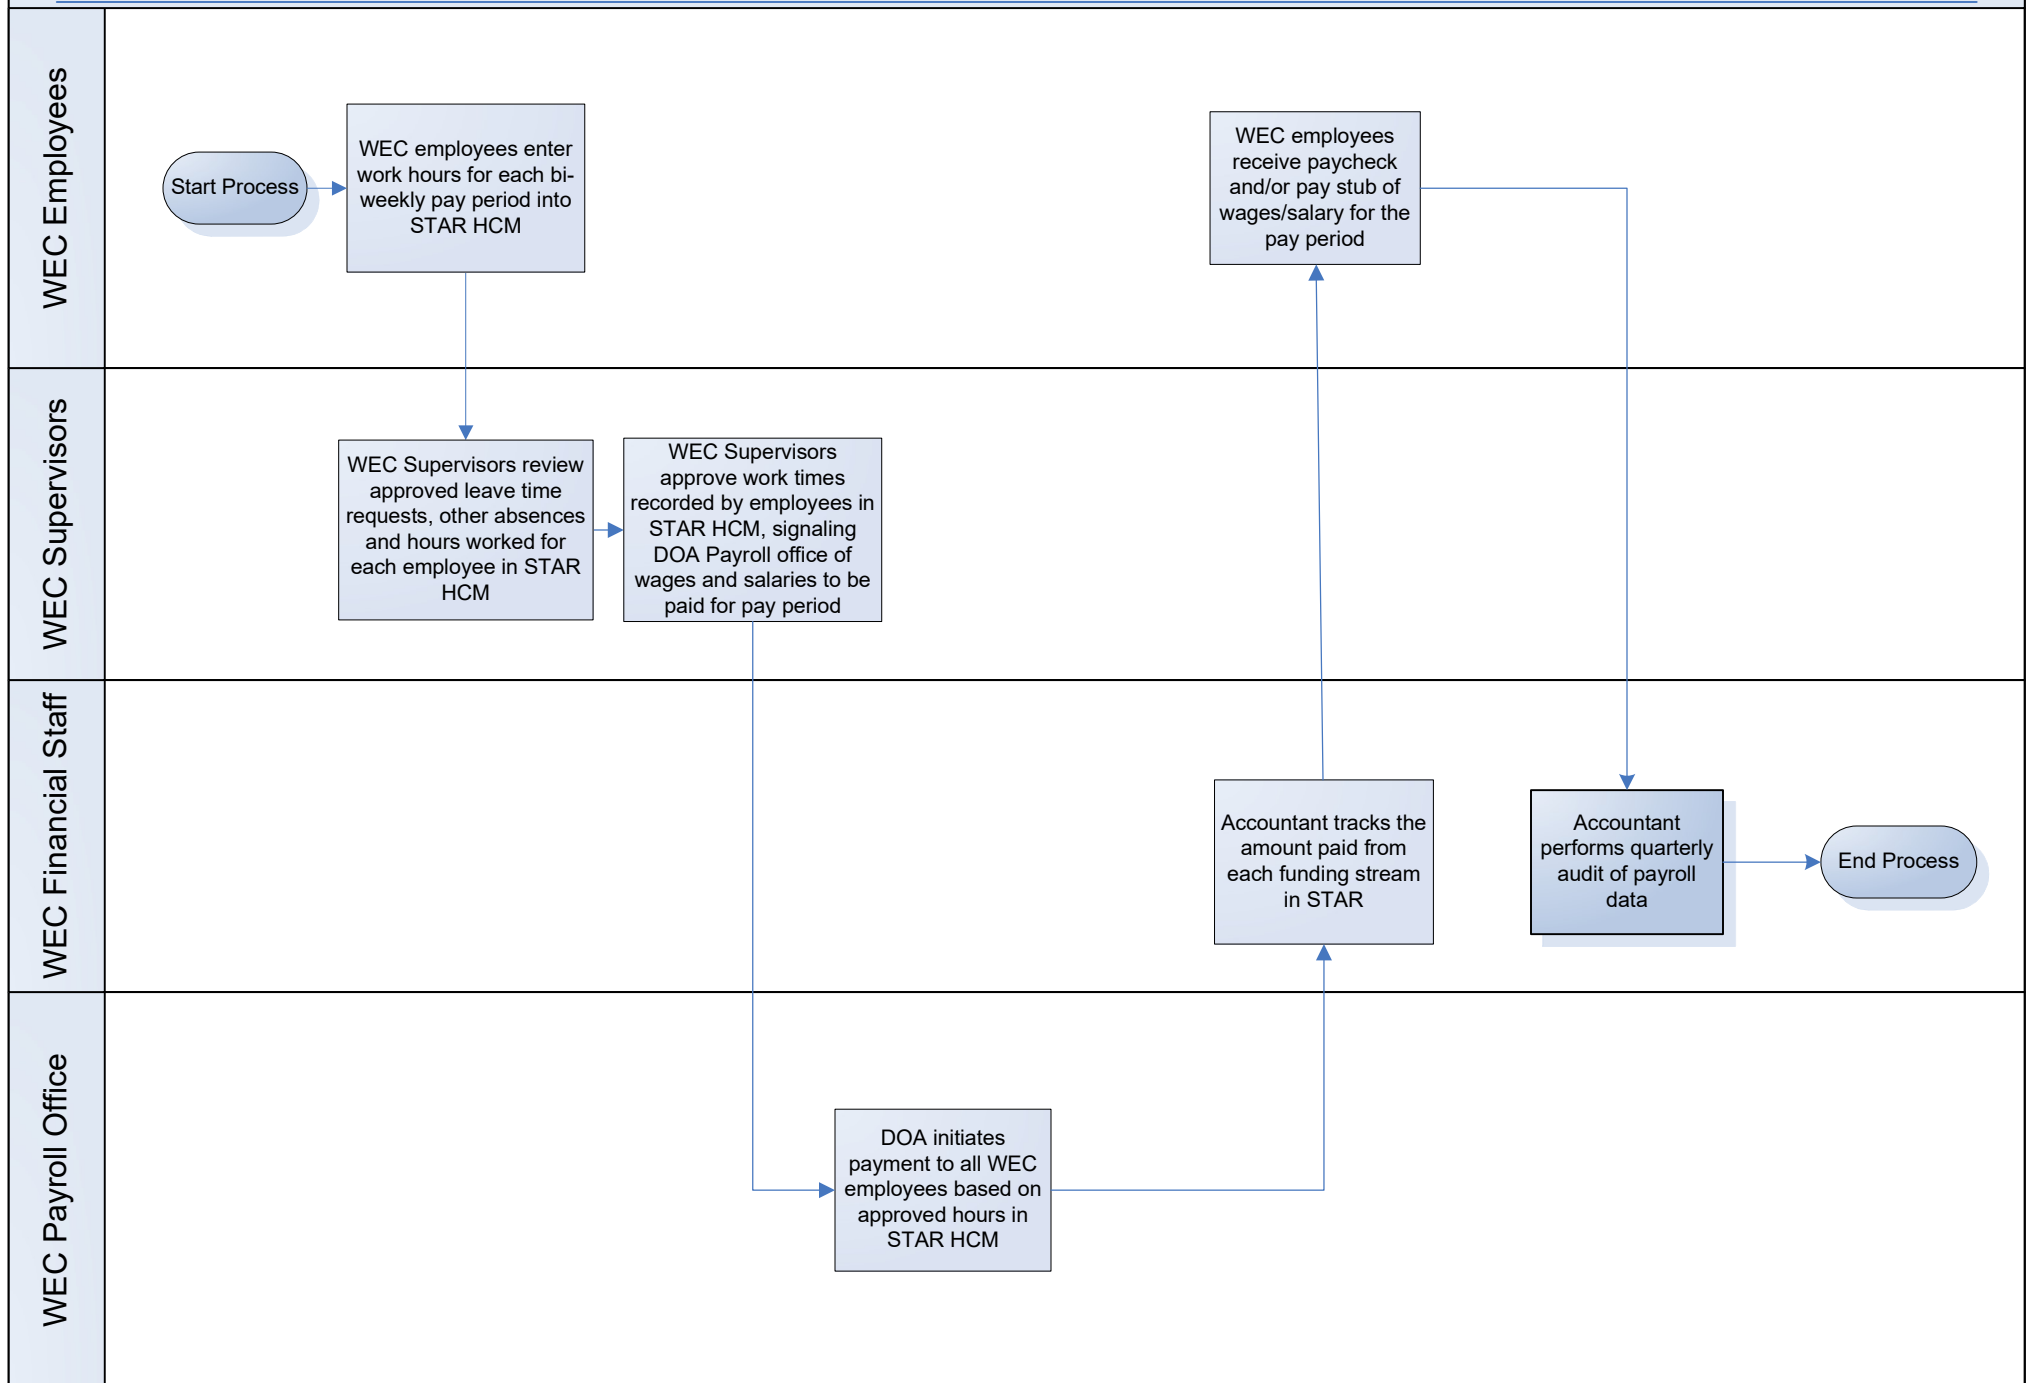 WEC Employees
Start Process
WEC employees enter
work hours for each bi-
weekly pay period into
STAR HCM
WEC employees
receive paycheck
and/or pay stub of
wages/salary for the
pay period
WEC Supervisors
WEC Supervisors review
approved leave time
requests, other absences
and hours worked for
each employee in STAR
HCM
WEC Supervisors
approve work times
recorded by employees in
STAR HCM, signaling
DOA Payroll office of
wages and salaries to be
paid for pay period
WEC Financial Staff
Accountant tracks the
amount paid from
each funding stream
in STAR
Accountant
performs quarterly
audit of payroll
data
End Process
WEC Payroll Office
DOA initiates
payment to all WEC
employees based on
approved hours in
STAR HCM